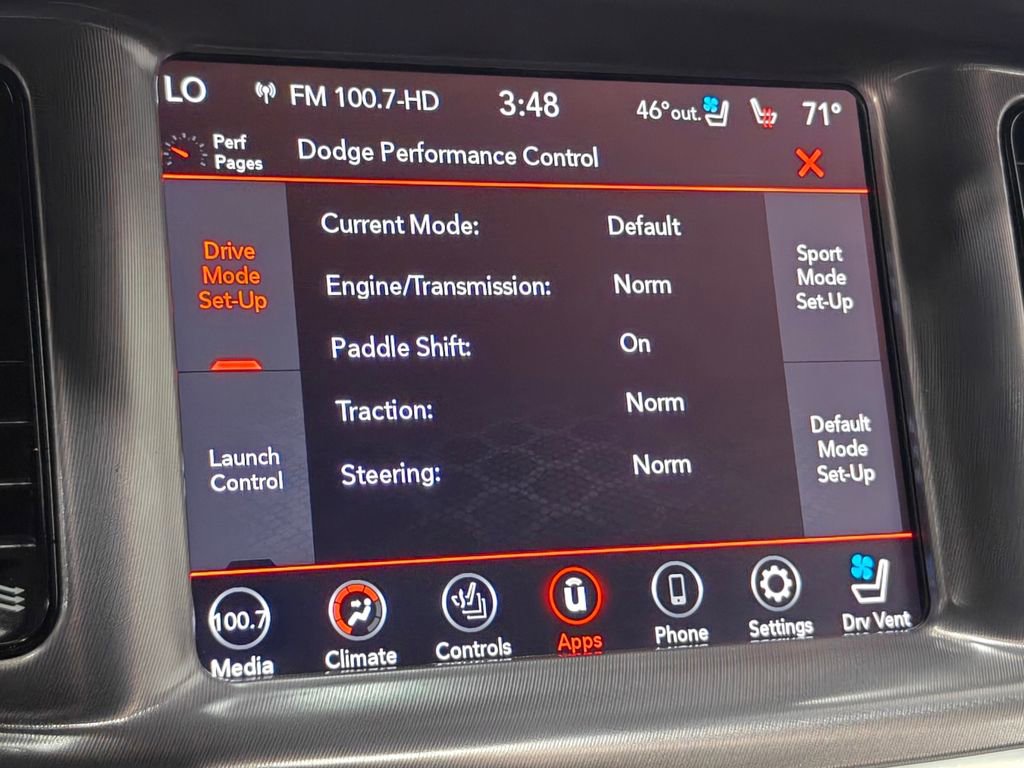 LO FM 100.7-HD 3:48 46°out. 71°
Perf
Pages
Dodge Performance Control
Drive
Mode
Set-Up
Launch
Control
Current Mode: Default
Engine/Transmission: Norm
Paddle Shift: On
Traction: Norm
Steering: Norm
Sport
Mode
Set-Up
Default
Mode
Set-Up
100.7
Media
Climate
Controls
Apps
Phone
Settings
Drv Vent